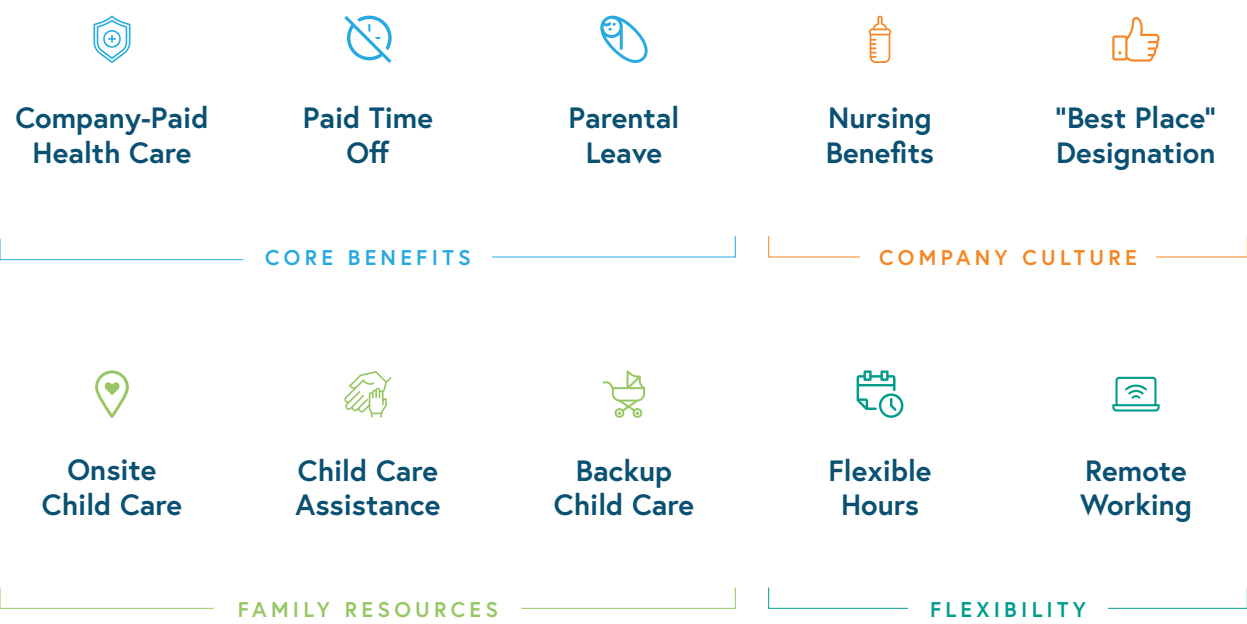 Company-Paid
Health Care
Paid Time
Off
Parental
Leave
Nursing
Benefits
"Best Place"
Designation
CORE BENEFITS
COMPANY CULTURE
Onsite
Child Care
Child Care
Assistance
Backup
Child Care
Flexible
Hours
Remote
Working
FAMILY RESOURCES
FLEXIBILITY